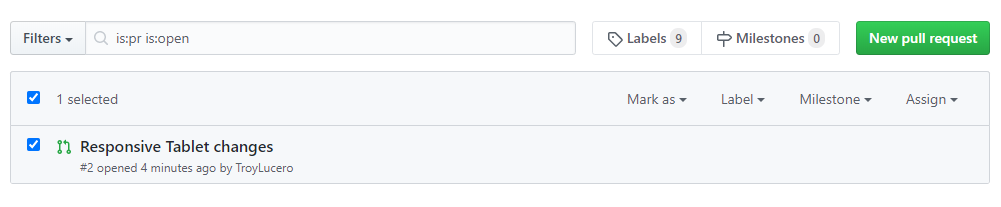 Filters is:pr is:open Labels 9 Milestones 0 New pull request
1 selected Mark as Label Milestone Assign
Responsive Tablet changes
#2 opened 4 minutes ago by TroyLucero